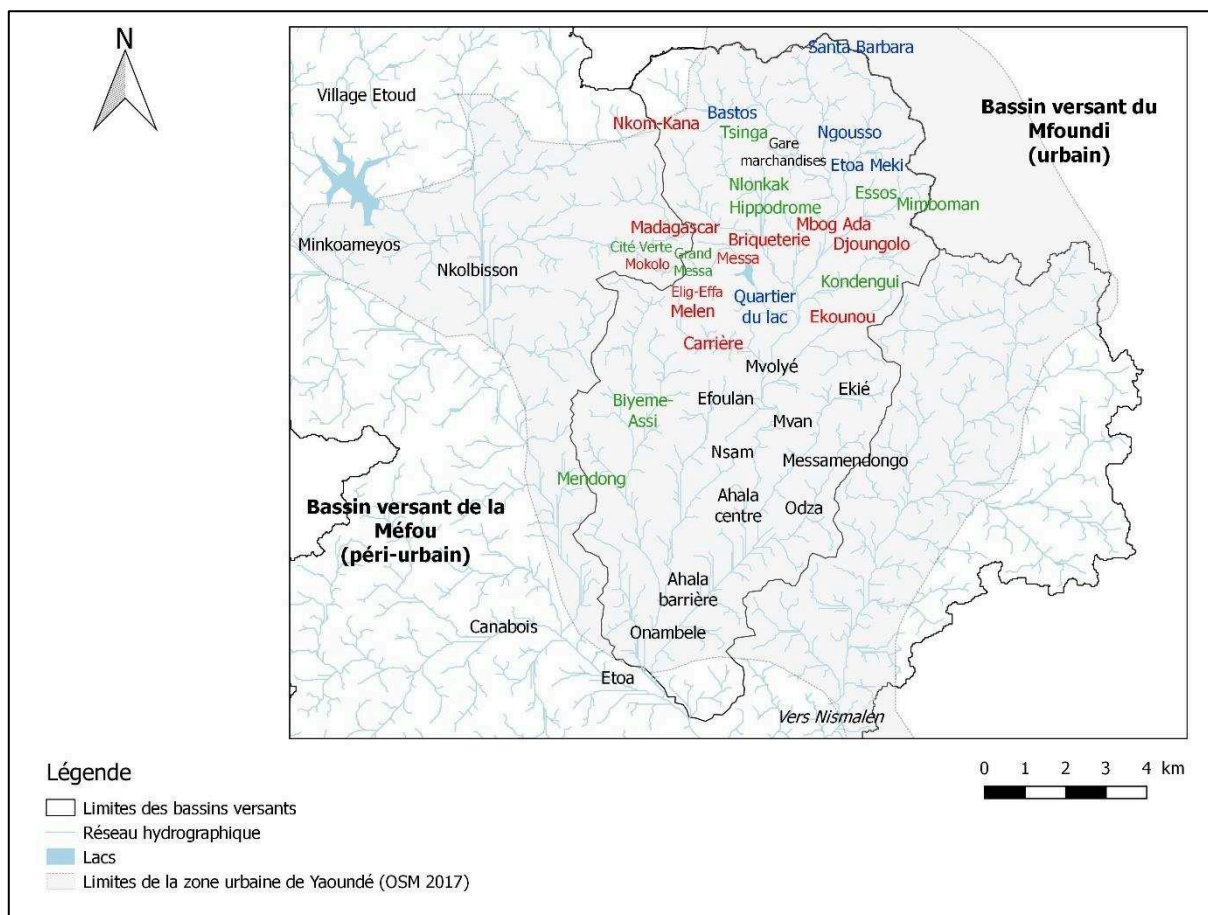 N
Santa Barbara
Village Etoud
Bassin versant du
Mfoundi
(urbain)
Nkom-Kana
Bastos
Tsinga
Ngousso
Gare
marchandises
Etoa Meki
Nlonkak
Essos
Mimboman
Hippodrome
Mbog Ada
Madagascar
Briqueterie
Djoungolo
Minkoameyos
Cité Verte
Grand
Messa
Messa
Mokolo
Nkolbisson
Kondengui
Elig-Effa
Quartier
du lac
Melen
Ekounou
Carrière
Mvolyé
Ekié
Efoulan
Biyeme-
Assi
Mvan
Nsam
Messamendongo
Mendong
Ahala
centre
Odza
Bassin versant de la
Méfou
(péri-urbain)
Ahala
barrière
Canabois
Onambele
Etoa
Vers Nismalen
Légende
Limites des bassins versants
Réseau hydrographique
Lacs
Limites de la zone urbaine de Yaoundé (OSM 2017)
0 1 2 3 4 km